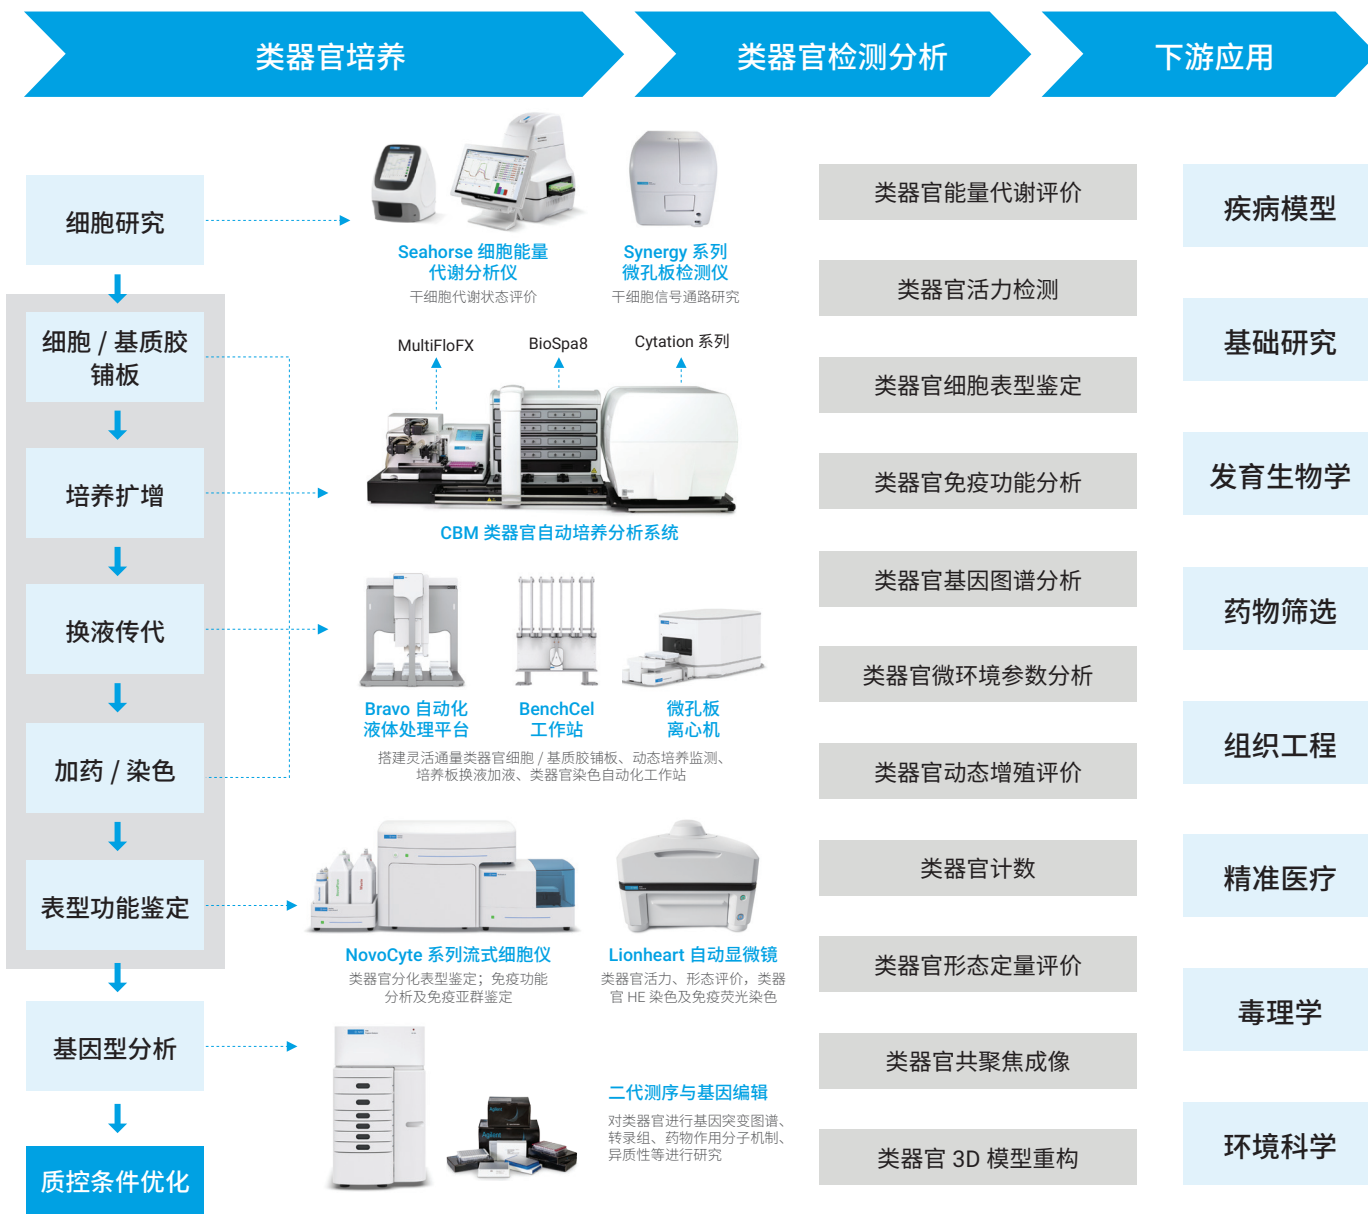 类器官培养
类器官检测分析
下游应用
细胞研究
细胞 / 基质胶
铺板
培养扩增
换液传代
加药 / 染色
表型功能鉴定
基因型分析
质控条件优化
Seahorse 细胞能量
代谢分析仪
干细胞代谢状态评价
Synergy 系列
微孔板检测仪
干细胞信号通路研究
MultiFloFX
BioSpa8
Cytation 系列
CBM 类器官自动培养分析系统
Bravo 自动化
液体处理平台
BenchCel
工作站
微孔板
离心机
搭建灵活通量类器官细胞 / 基质胶铺板、动态培养监测、
培养板换液加液、类器官染色自动化工作站
NovoCyte 系列流式细胞仪
类器官分化表型鉴定；免疫功能
分析及免疫亚群鉴定
Lionheart 自动显微镜
类器官活力、形态评价，类器
官 HE 染色及免疫荧光染色
Agilent
Agilent
二代测序与基因编辑
对类器官进行基因突变图谱、
转录组、药物作用分子机制、
异质性等进行研究
类器官能量代谢评价
类器官活力检测
类器官细胞表型鉴定
类器官免疫功能分析
类器官基因图谱分析
类器官微环境参数分析
类器官动态增殖评价
类器官计数
类器官形态定量评价
类器官共聚焦成像
类器官 3D 模型重构
疾病模型
基础研究
发育生物学
药物筛选
组织工程
精准医疗
毒理学
环境科学